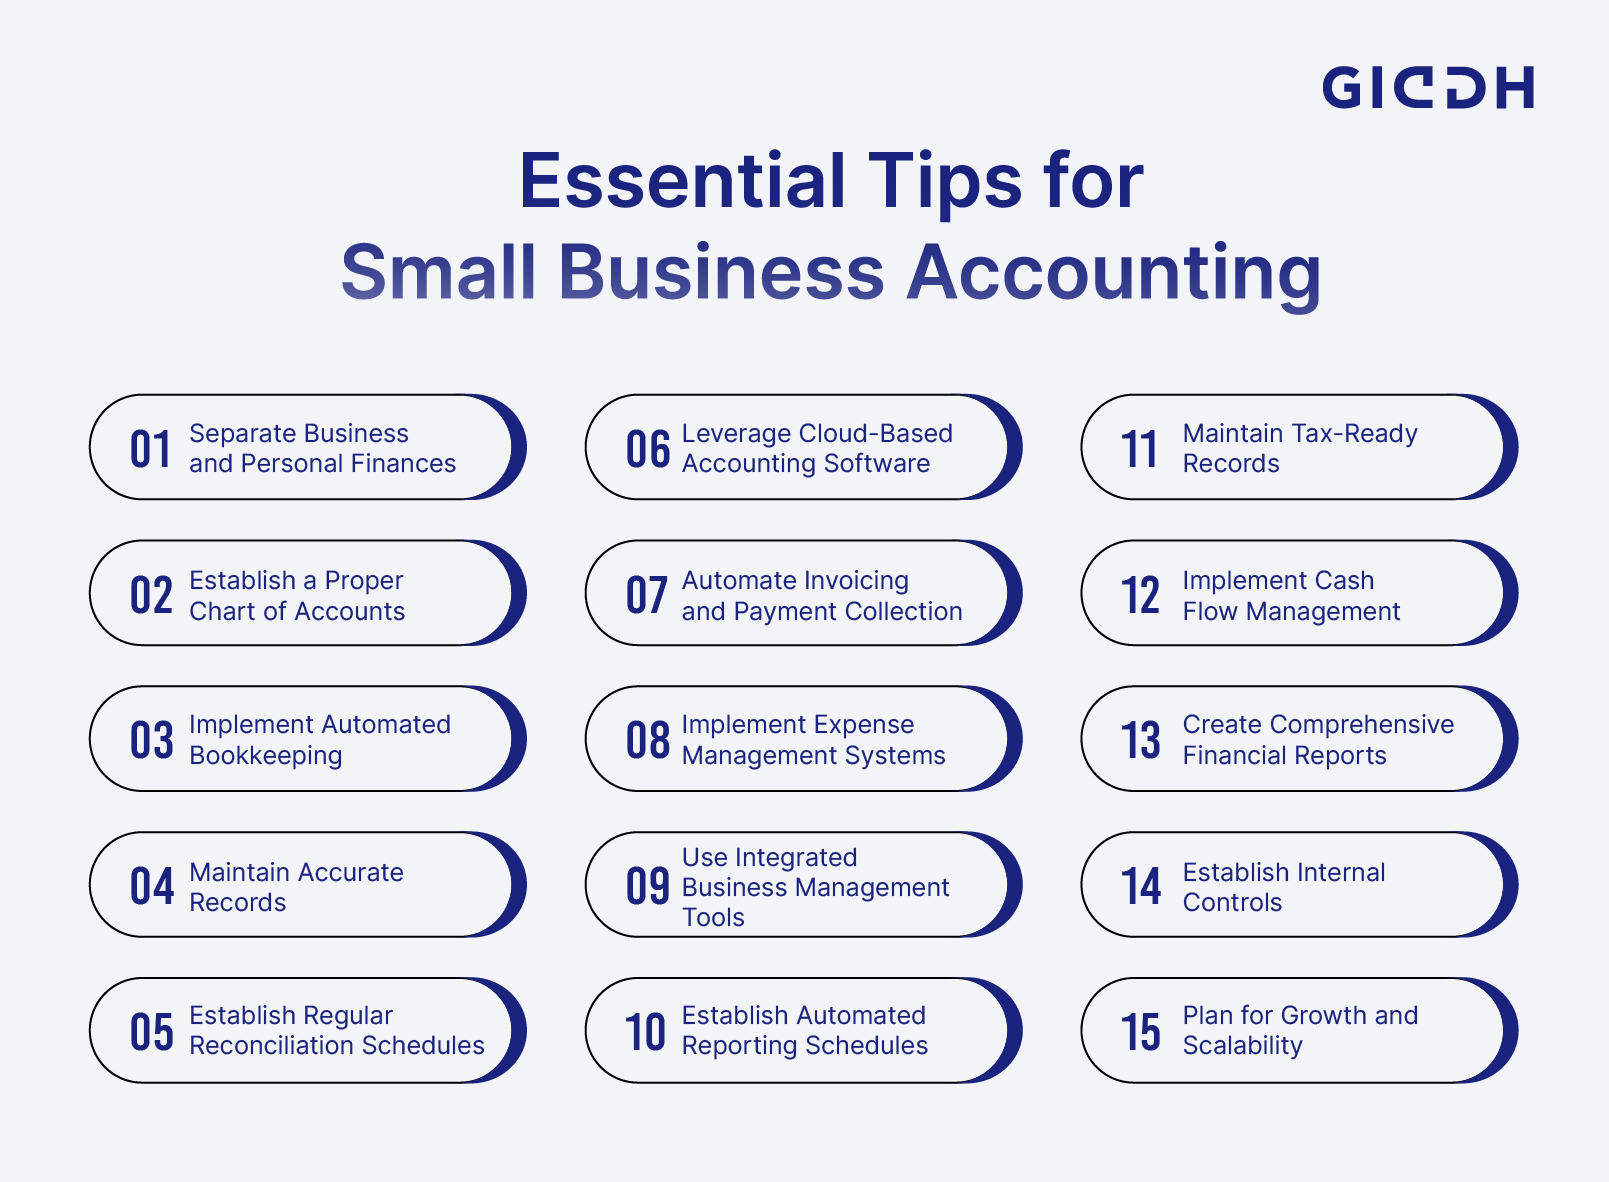 GIDDH
Essential Tips for
Small Business Accounting
01 Separate Business
and Personal Finances
02 Establish a Proper
Chart of Accounts
03 Implement Automated
Bookkeeping
04 Maintain Accurate
Records
05 Establish Regular
Reconciliation Schedules
06 Leverage Cloud-Based
Accounting Software
07 Automate Invoicing
and Payment Collection
08 Implement Expense
Management Systems
09 Use Integrated
Business Management
Tools
10 Establish Automated
Reporting Schedules
11 Maintain Tax-Ready
Records
12 Implement Cash
Flow Management
13 Create Comprehensive
Financial Reports
14 Establish Internal
Controls
15 Plan for Growth and
Scalability